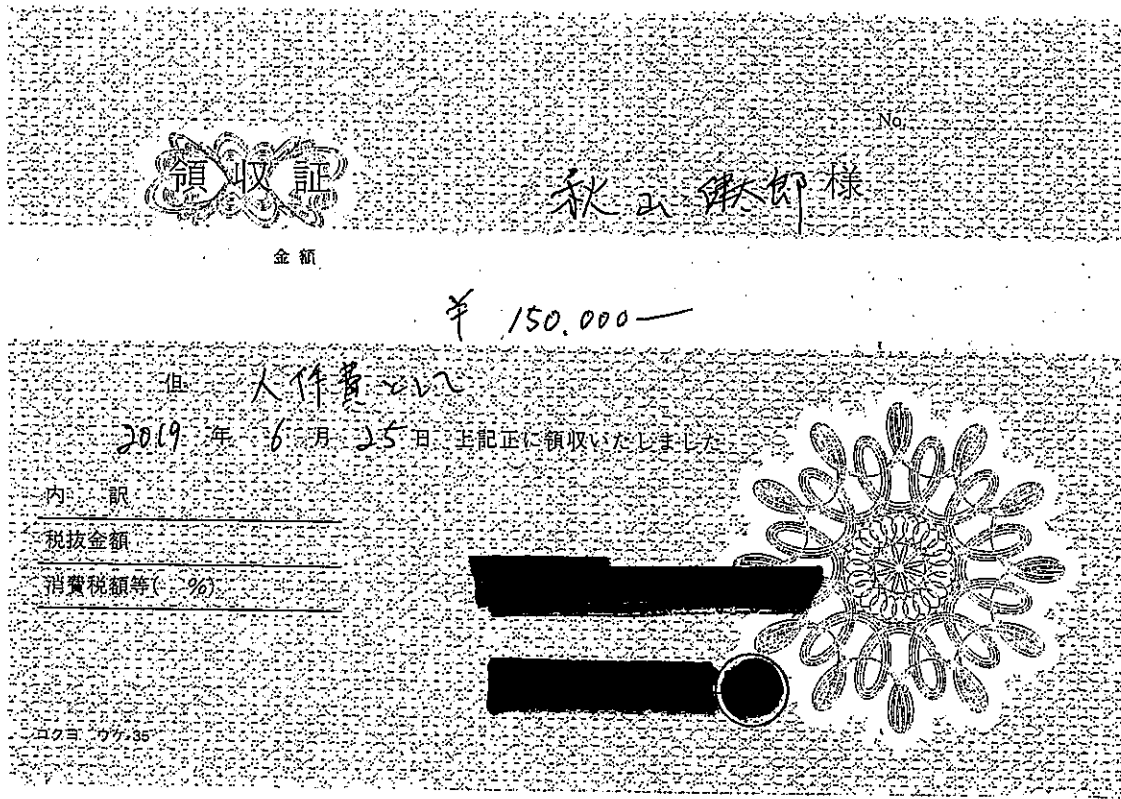 No.
領収証
秋山 健太郎 様
金額
¥ 150.000—
但 人件費として
2019 年 6 月 25 日 上記正に領収いたしました
内 訳
税抜金額
消費税額等( %)
コクヨ ウケ-35